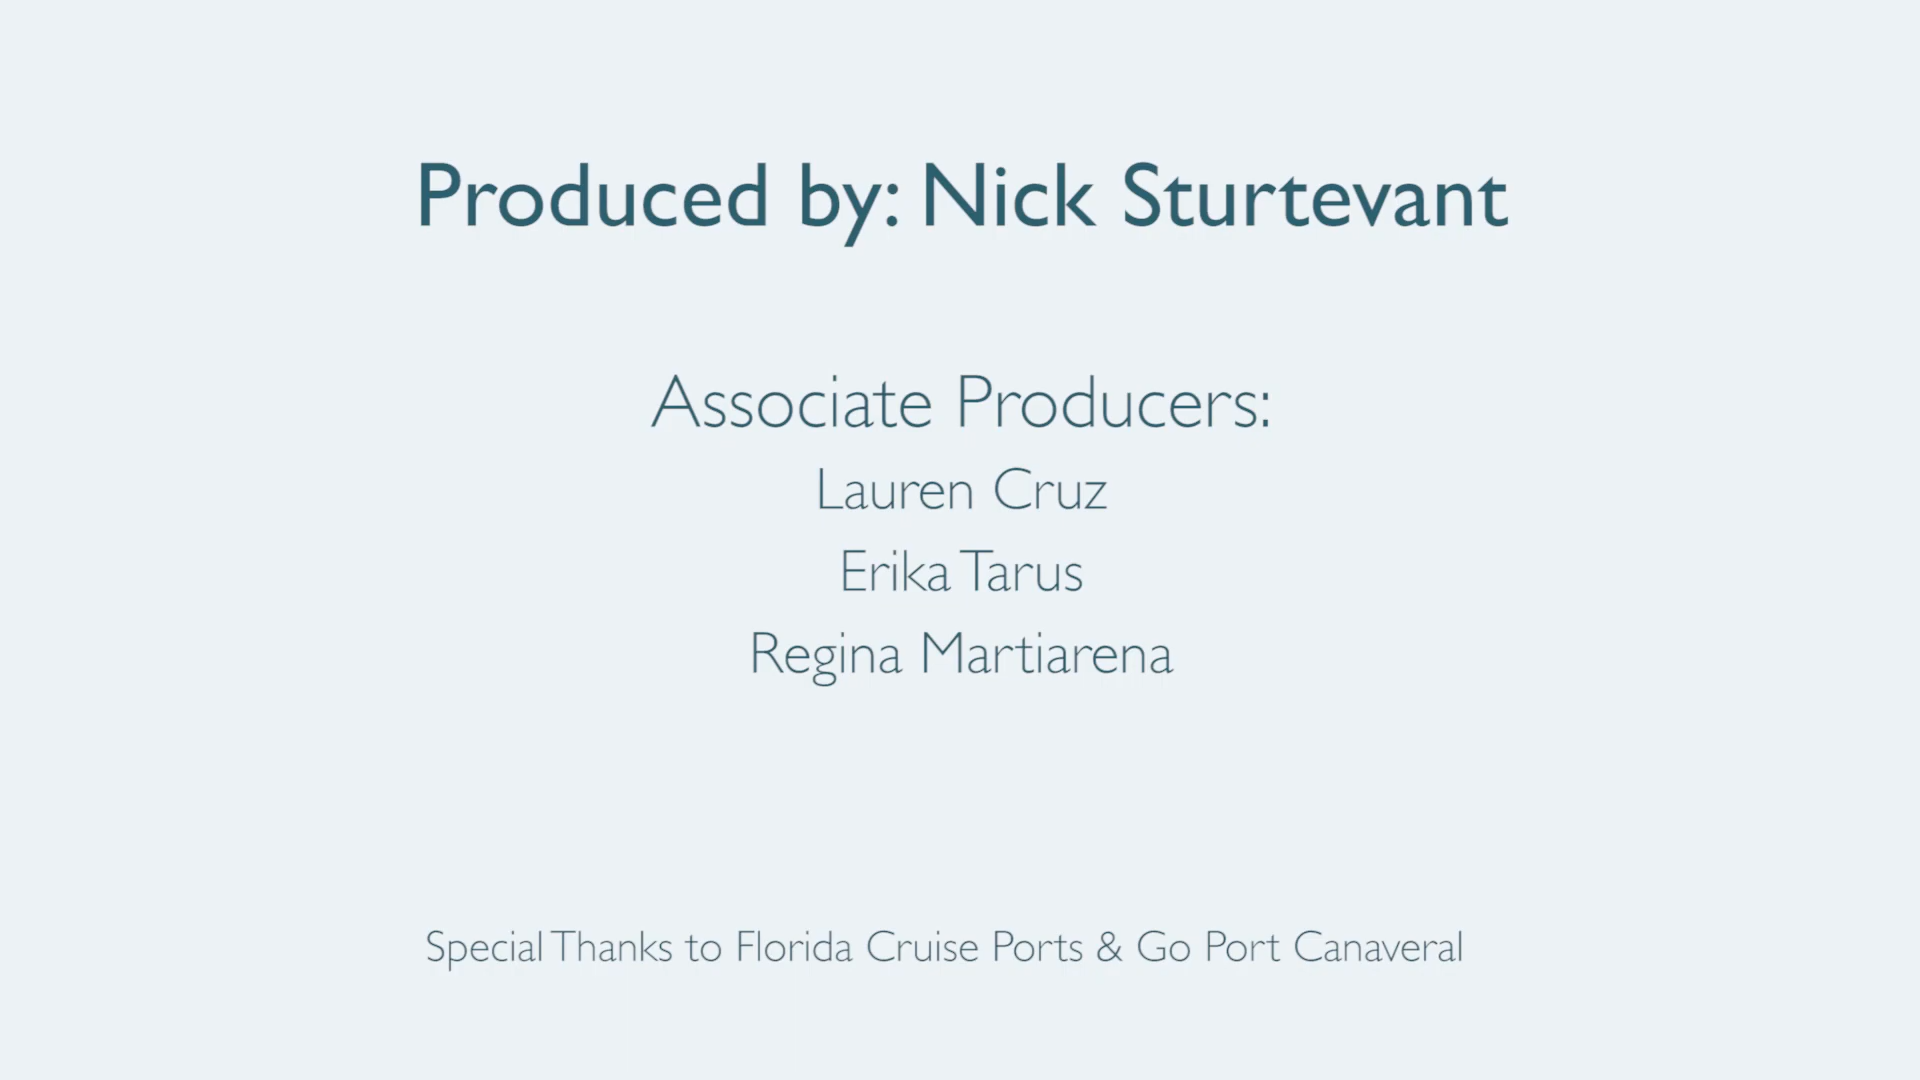 Produced by: Nick Sturtevant
Associate Producers:
Lauren Cruz
Erika Tarus
Regina Martiarena
Special Thanks to Florida Cruise Ports & Go Port Canaveral